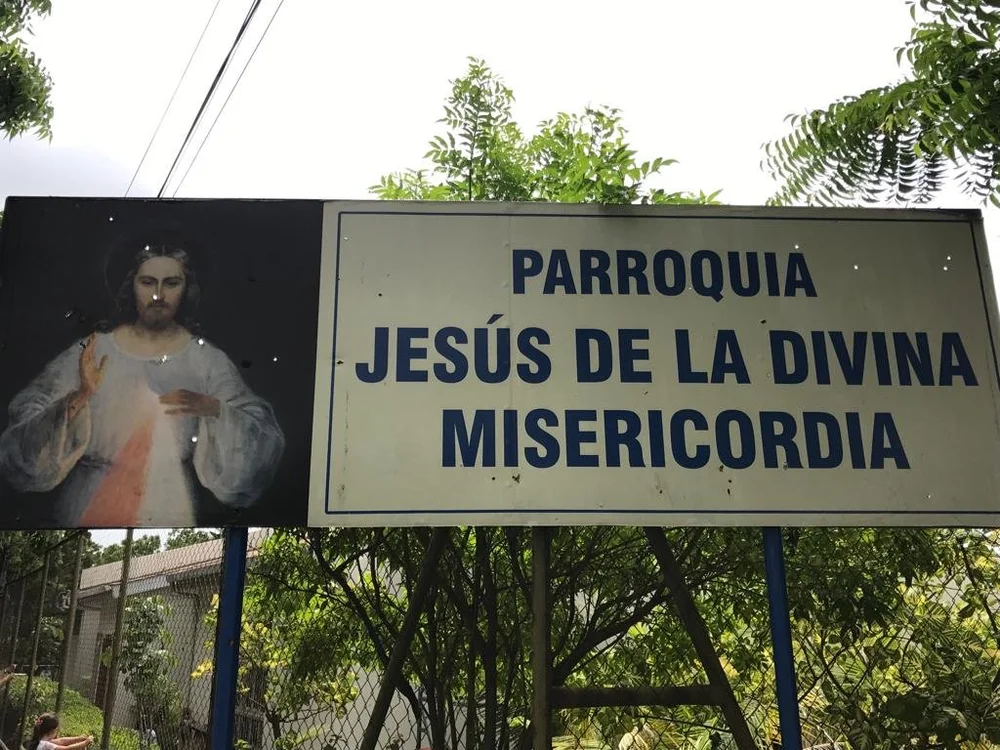 PARROQUIA
JESÚS DE LA DIVINA
MISERICORDIA